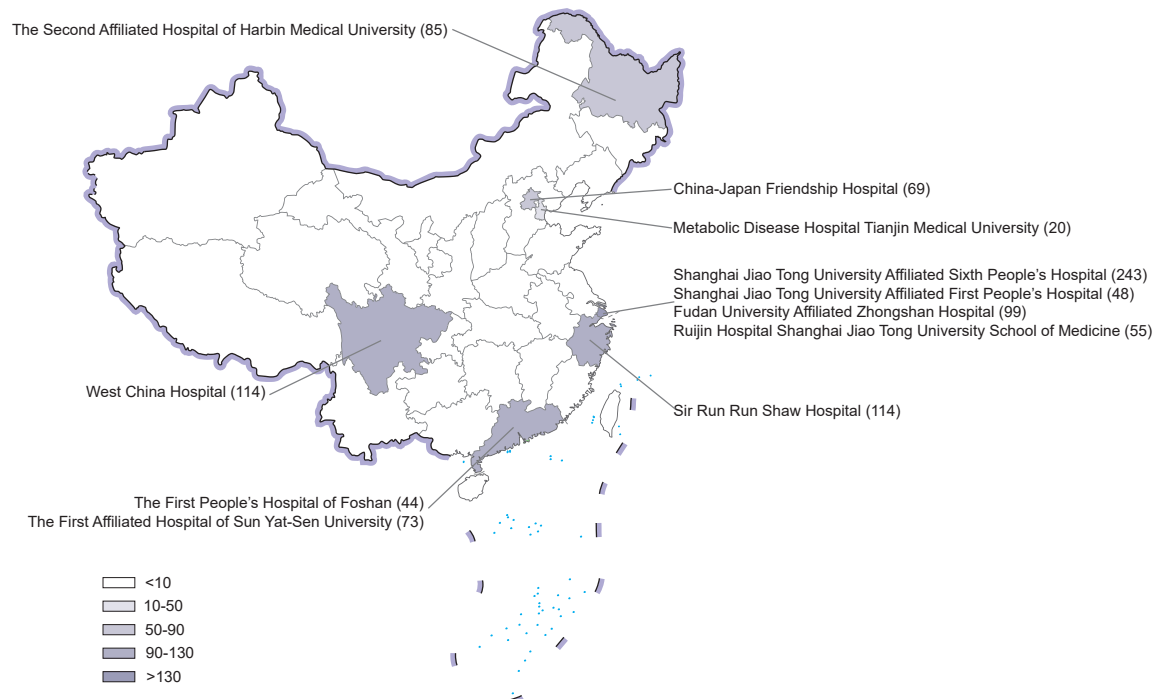 The Second Affiliated Hospital of Harbin Medical University (85)
China-Japan Friendship Hospital (69)
Metabolic Disease Hospital Tianjin Medical University (20)
Shanghai Jiao Tong University Affiliated Sixth People’s Hospital (243)
Shanghai Jiao Tong University Affiliated First People’s Hospital (48)
Fudan University Affiliated Zhongshan Hospital (99)
Ruijin Hospital Shanghai Jiao Tong University School of Medicine (55)
West China Hospital (114)
Sir Run Run Shaw Hospital (114)
The First People’s Hospital of Foshan (44)
The First Affiliated Hospital of Sun Yat-Sen University (73)
<10
10-50
50-90
90-130
>130